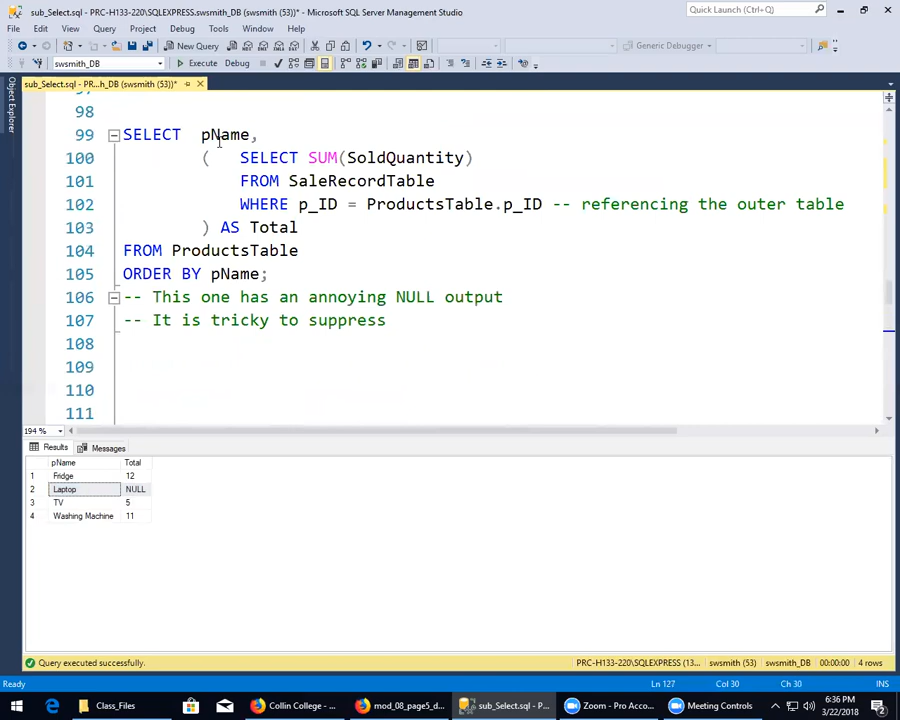 sub_Select.sql - PRC-H133-220\SQLEXPRESS.swsmith_DB (swsmith (53))* - Microsoft SQL Server Management Studio
Quick Launch (Ctrl+Q)
File Edit View Query Project Debug Tools Window Help
New Query
Generic Debugger
swsmith_DB
Execute Debug
sub_Select.sql - PR...h_DB (swsmith (53))*
Object Explorer
98
99 SELECT pName,
100 ( SELECT SUM(SoldQuantity)
101 FROM SaleRecordTable
102 WHERE p_ID = ProductsTable.p_ID -- referencing the outer table
103 ) AS Total
104 FROM ProductsTable
105 ORDER BY pName;
106 -- This one has an annoying NULL output
107 -- It is tricky to suppress
108
109
110
111
194 %
Results Messages
pName Total
1 Fridge 12
2 Laptop NULL
3 TV 5
4 Washing Machine 11
Query executed successfully.
PRC-H133-220\SQLEXPRESS (13... swsmith (53) swsmith_DB 00:00:00 4 rows
Ready
Ln 127 Col 30 Ch 30 INS
Class_Files
Collin College - ...
mod_08_page5_d...
sub_Select.sql - P...
Zoom - Pro Acco...
Meeting Controls
6:36 PM
3/22/2018
2